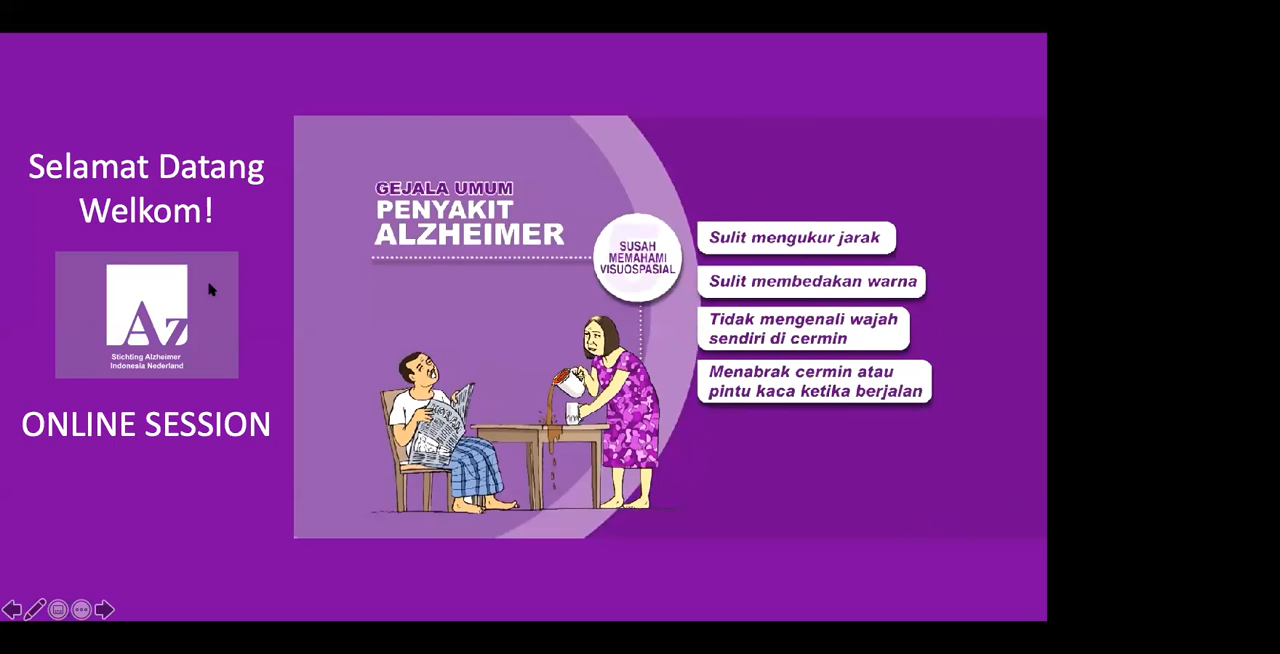 Selamat Datang
Welkom!
Az
Stichting Alzheimer
Indonesia Nederland
ONLINE SESSION
GEJALA UMUM
PENYAKIT
ALZHEIMER
SUSAH
MEMAHAMI
VISUOSPASIAL
Sulit mengukur jarak
Sulit membedakan warna
Tidak mengenali wajah
sendiri di cermin
Menabrak cermin atau
pintu kaca ketika berjalan